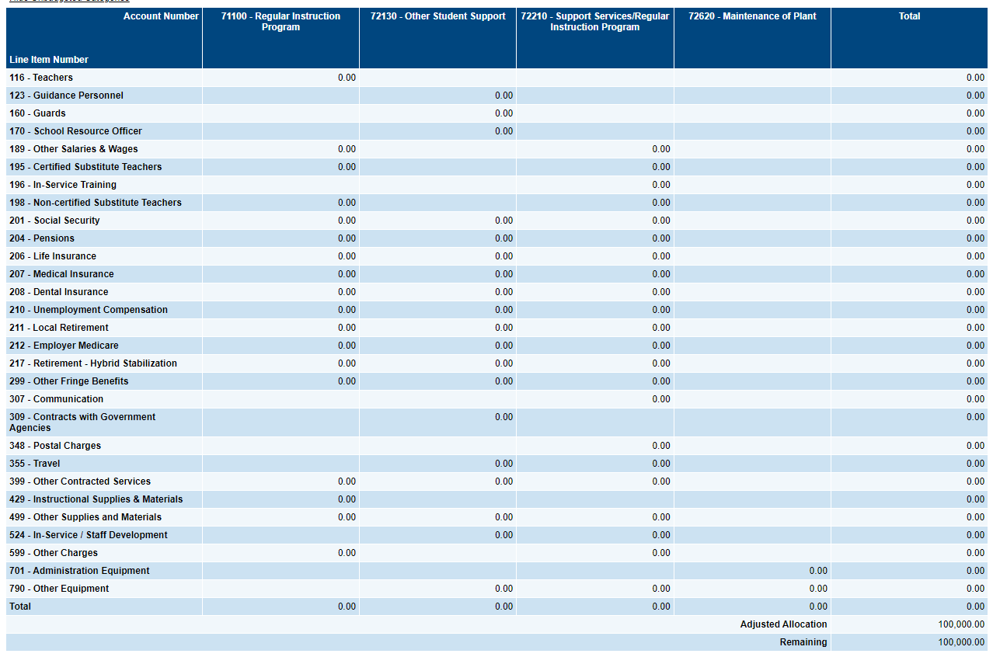 Hide Unbudgeted Categories
Account Number 71100 - Regular Instruction Program 72130 - Other Student Support 72210 - Support Services/Regular Instruction Program 72620 - Maintenance of Plant Total
Line Item Number
116 - Teachers 0.00 0.00
123 - Guidance Personnel 0.00 0.00
160 - Guards 0.00 0.00
170 - School Resource Officer 0.00 0.00
189 - Other Salaries & Wages 0.00 0.00 0.00
195 - Certified Substitute Teachers 0.00 0.00 0.00
196 - In-Service Training 0.00 0.00
198 - Non-certified Substitute Teachers 0.00 0.00 0.00
201 - Social Security 0.00 0.00 0.00 0.00
204 - Pensions 0.00 0.00 0.00 0.00
206 - Life Insurance 0.00 0.00 0.00 0.00
207 - Medical Insurance 0.00 0.00 0.00 0.00
208 - Dental Insurance 0.00 0.00 0.00 0.00
210 - Unemployment Compensation 0.00 0.00 0.00 0.00
211 - Local Retirement 0.00 0.00 0.00 0.00
212 - Employer Medicare 0.00 0.00 0.00 0.00
217 - Retirement - Hybrid Stabilization 0.00 0.00 0.00 0.00
299 - Other Fringe Benefits 0.00 0.00 0.00 0.00
307 - Communication 0.00 0.00
309 - Contracts with Government Agencies 0.00 0.00
348 - Postal Charges 0.00 0.00
355 - Travel 0.00 0.00 0.00
399 - Other Contracted Services 0.00 0.00 0.00 0.00
429 - Instructional Supplies & Materials 0.00 0.00
499 - Other Supplies and Materials 0.00 0.00 0.00 0.00
524 - In-Service / Staff Development 0.00 0.00 0.00
599 - Other Charges 0.00 0.00 0.00
701 - Administration Equipment 0.00 0.00
790 - Other Equipment 0.00 0.00 0.00 0.00
Total 0.00 0.00 0.00 0.00 0.00
Adjusted Allocation 100,000.00
Remaining 100,000.00